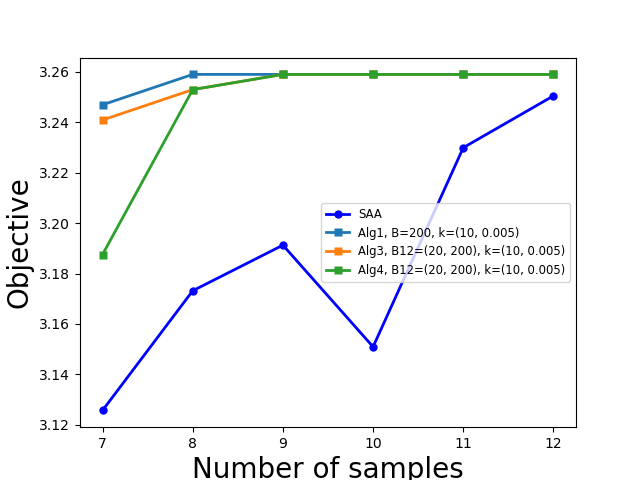 3.26
3.24
3.22
3.20
3.18
3.16
3.14
3.12
Objective
SAA
Alg1, B=200, k=(10, 0.005)
Alg3, B12=(20, 200), k=(10, 0.005)
Alg4, B12=(20, 200), k=(10, 0.005)
7 8 9 10 11 12
Number of samples